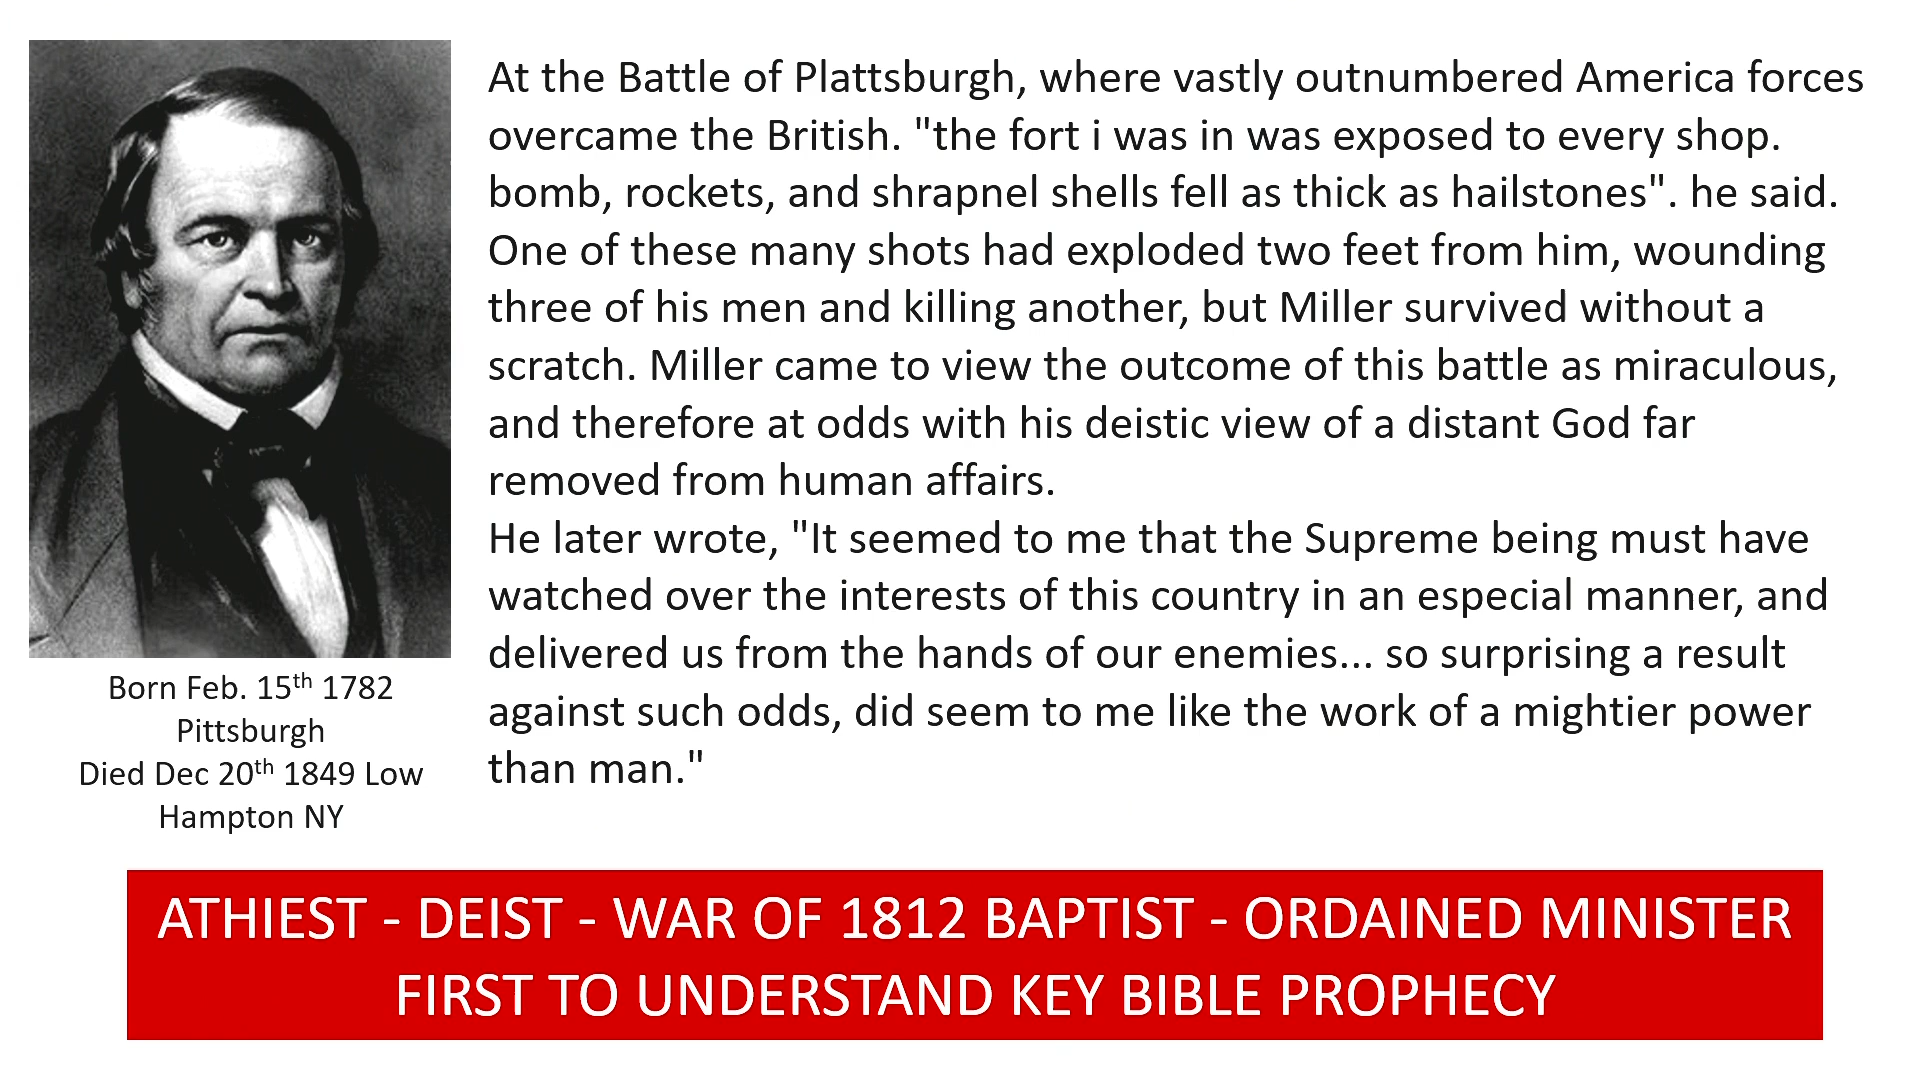 At the Battle of Plattsburgh, where vastly outnumbered America forces
overcame the British. "the fort i was in was exposed to every shop.
bomb, rockets, and shrapnel shells fell as thick as hailstones". he said.
One of these many shots had exploded two feet from him, wounding
three of his men and killing another, but Miller survived without a
scratch. Miller came to view the outcome of this battle as miraculous,
and therefore at odds with his deistic view of a distant God far
removed from human affairs.
He later wrote, "It seemed to me that the Supreme being must have
watched over the interests of this country in an especial manner, and
delivered us from the hands of our enemies... so surprising a result
against such odds, did seem to me like the work of a mightier power
than man."
Born Feb. 15th 1782
Pittsburgh
Died Dec 20th 1849 Low
Hampton NY
ATHIEST - DEIST - WAR OF 1812 BAPTIST - ORDAINED MINISTER
FIRST TO UNDERSTAND KEY BIBLE PROPHECY